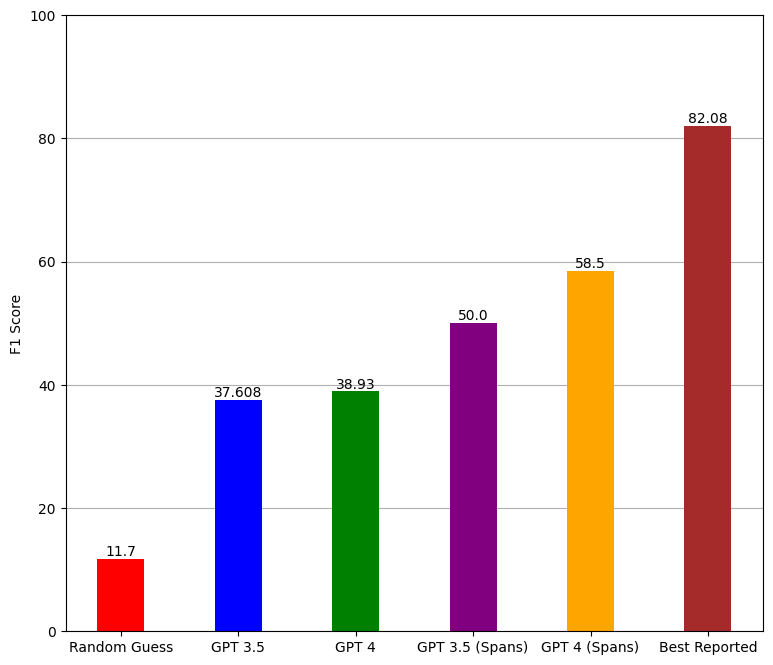 100
80
60
40
20
0
F1 Score
11.7
37.608
38.93
50.0
58.5
82.08
Random Guess
GPT 3.5
GPT 4
GPT 3.5 (Spans)
GPT 4 (Spans)
Best Reported